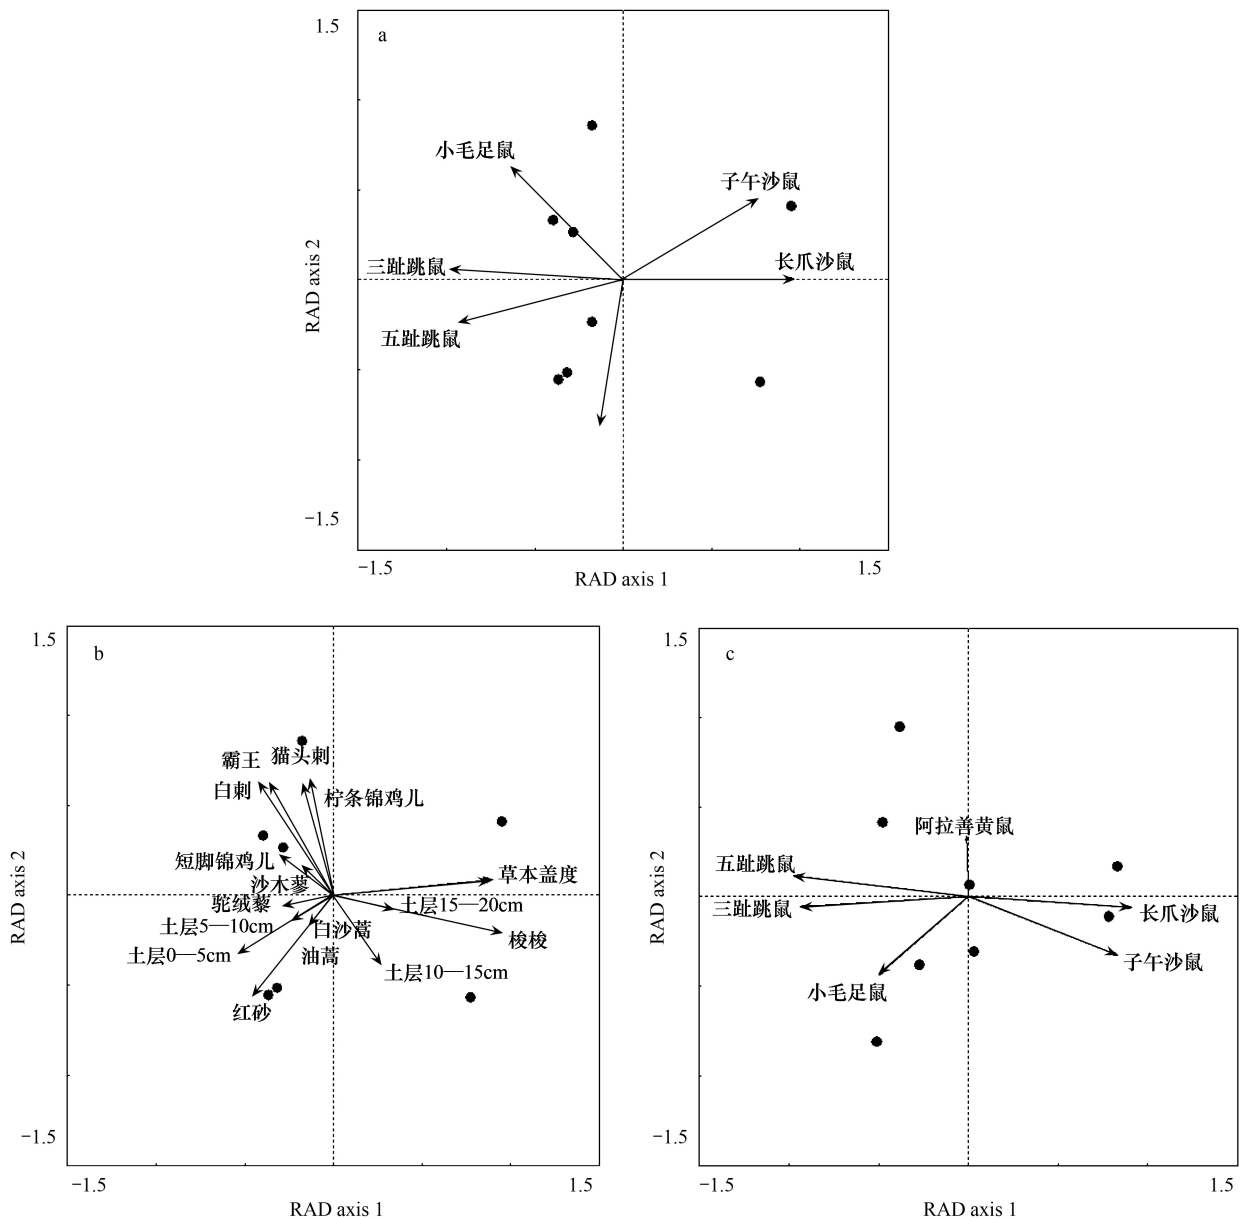 1.5
a
小毛足鼠
子午沙鼠
三趾跳鼠
长爪沙鼠
五趾跳鼠
RAD axis 2
−1.5
−1.5
1.5
RAD axis 1
1.5
b
霸王
猫头刺
白刺
柠条锦鸡儿
短脚锦鸡儿
沙木蓼
草本盖度
驼绒藜
土层15—20cm
土层5—10cm
白沙蒿
梭梭
土层0—5cm
油蒿
土层10—15cm
红砂
RAD axis 2
−1.5
−1.5
1.5
RAD axis 1
1.5
c
阿拉善黄鼠
五趾跳鼠
三趾跳鼠
长爪沙鼠
子午沙鼠
小毛足鼠
RAD axis 2
−1.5
−1.5
1.5
RAD axis 1